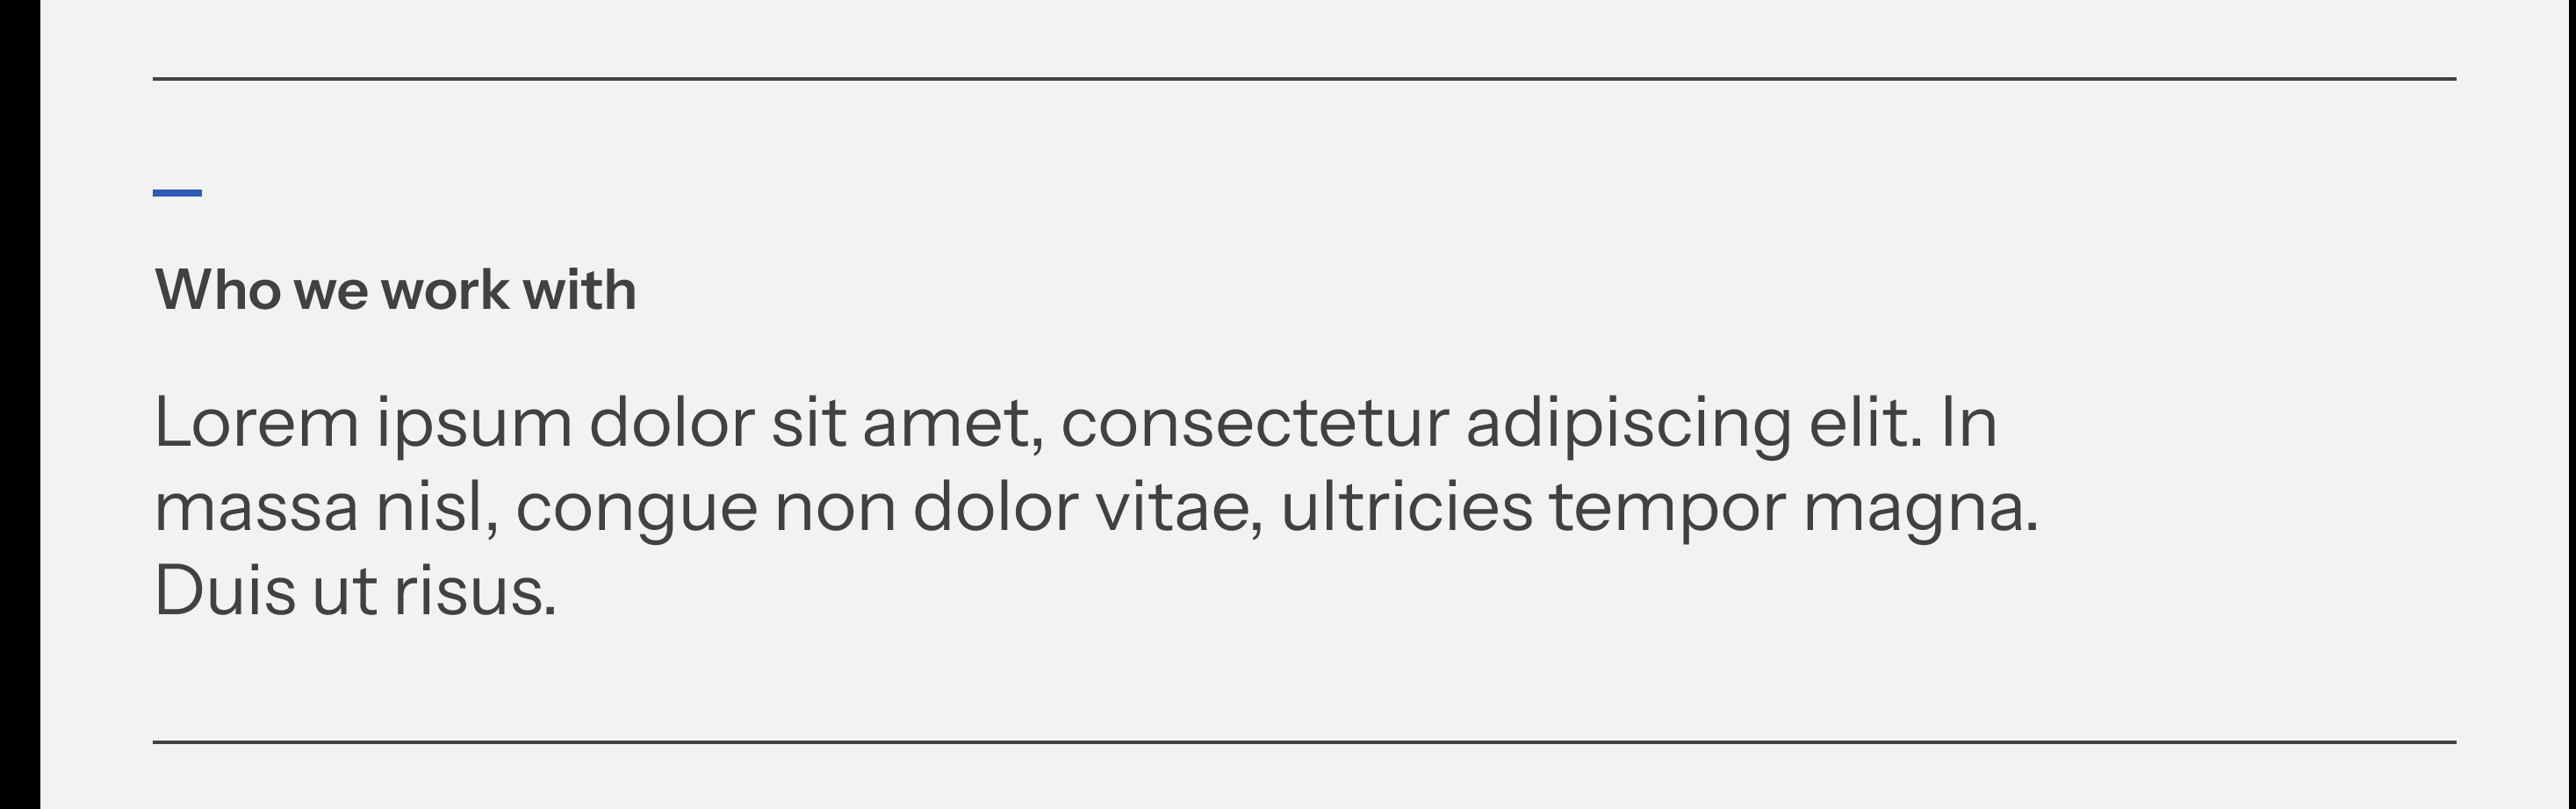 Who we work with
Lorem ipsum dolor sit amet, consectetur adipiscing elit. In
massa nisl, congue non dolor vitae, ultricies tempor magna.
Duis ut risus.